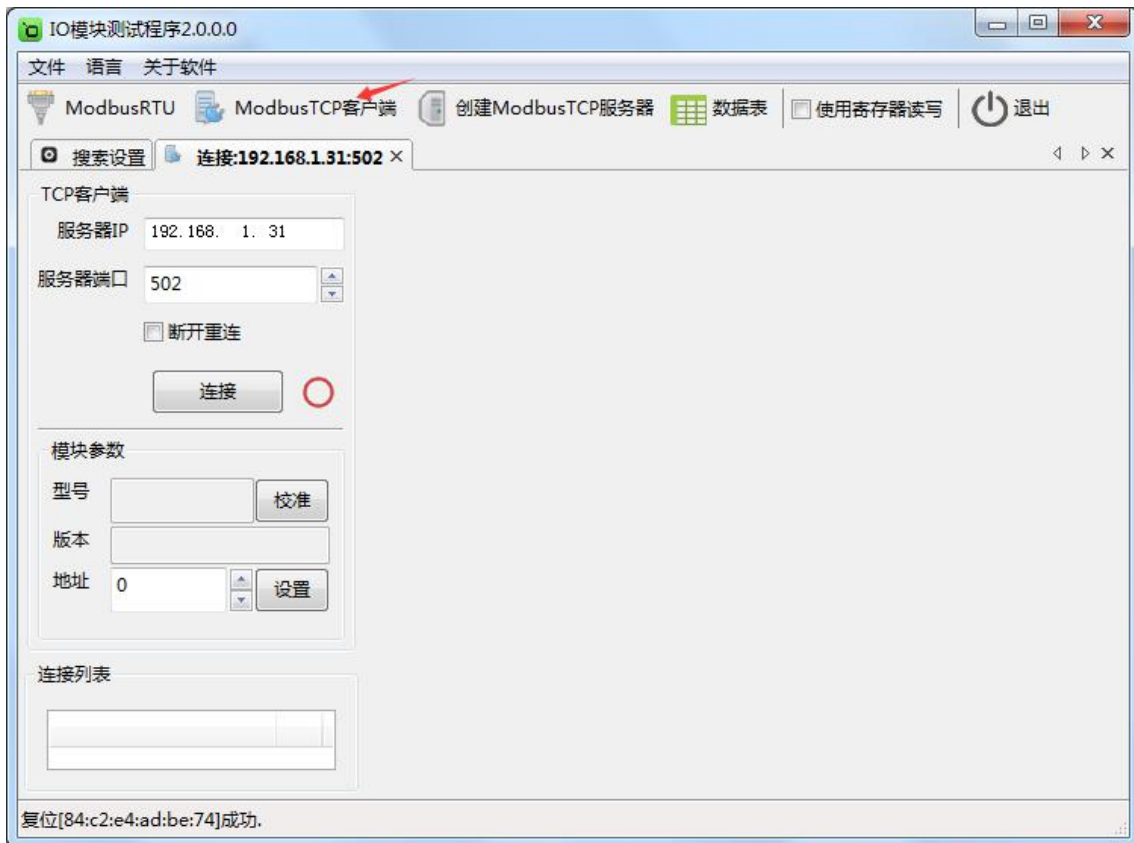 IO模块测试程序2.0.0.0
文件 语言 关于软件
ModbusRTU ModbusTCP客户端 创建ModbusTCP服务器 数据表 使用寄存器读写 退出
搜索设置 连接:192.168.1.31:502
TCP客户端
服务器IP 192.168. 1. 31
服务器端口 502
断开重连
连接
模块参数
型号 校准
版本
地址 0 设置
连接列表
复位[84:c2:e4:ad:be:74]成功.